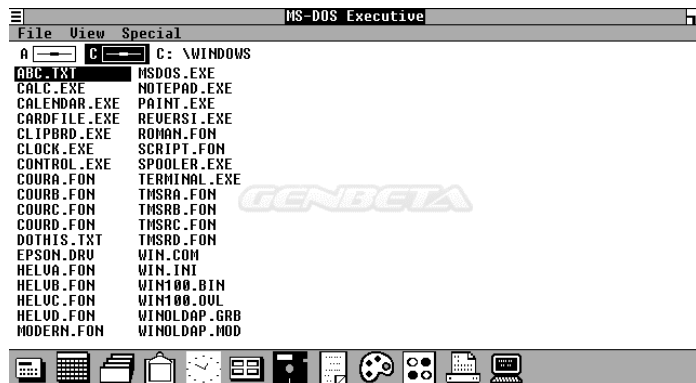 MS-DOS Executive
File View Special
A C C: \WINDOWS
ABC.TXT MSDOS.EXE
CALC.EXE NOTEPAD.EXE
CALENDAR.EXE PAINT.EXE
CARDFILE.EXE REVERSI.EXE
CLIPBRD.EXE ROMAN.FON
CLOCK.EXE SCRIPT.FON
CONTROL.EXE SPOOLER.EXE
COURA.FON TERMINAL.EXE
COURB.FON TMSRA.FON
COURC.FON TMSRB.FON
COURD.FON TMSRC.FON
DOTHIS.TXT TMSRD.FON
EPSON.DRV WIN.COM
HELVA.FON WIN.INI
HELVB.FON WIN100.BIN
HELVC.FON WIN100.OVL
HELVD.FON WINOLDAP.GRB
MODERN.FON WINOLDAP.MOD
GENBETA